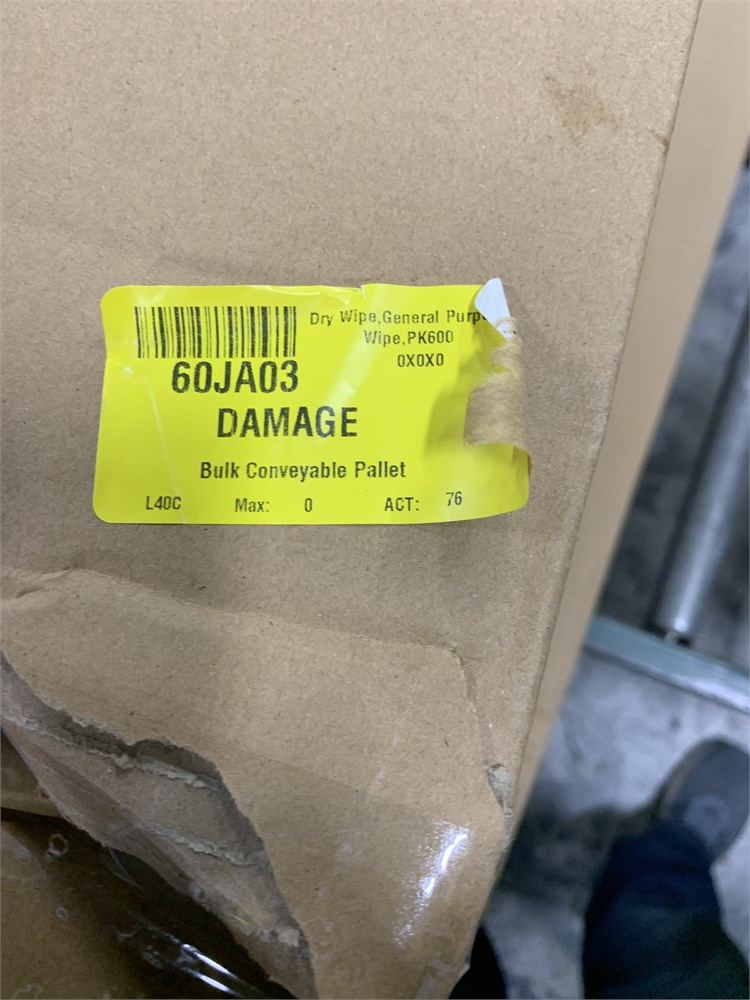 Dry Wipe,General Purp
Wipe,PK600
0X0X0
60JA03
DAMAGE
Bulk Conveyable Pallet
L40C Max: 0 ACT: 76